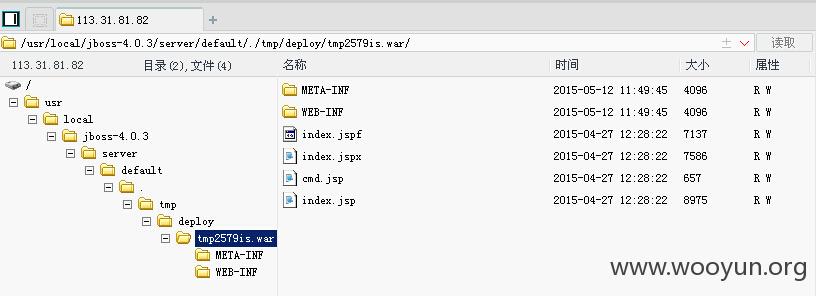 113.31.81.82
/usr/local/jboss-4.0.3/server/default/./tmp/deploy/tmp2579is.war/
读取
113.31.81.82 目录(2),文件(4)
/
usr
local
jboss-4.0.3
server
default
.
tmp
deploy
tmp2579is.war
META-INF
WEB-INF
名称 时间 大小 属性
META-INF 2015-05-12 11:49:45 4096 R W
WEB-INF 2015-05-12 11:49:45 4096 R W
index.jspf 2015-04-27 12:28:22 7137 R W
index.jspx 2015-04-27 12:28:22 7586 R W
cmd.jsp 2015-04-27 12:28:22 657 R W
index.jsp 2015-04-27 12:28:22 8975 R W
www.wooyun.org